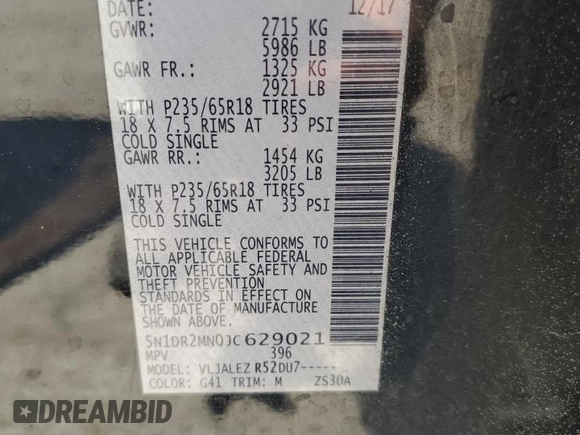 DATE: 12/17
GVWR: 2715 KG
5986 LB
GAWR FR.: 1325 KG
2921 LB
WITH P235/65R18 TIRES
18 X 7.5 RIMS AT 33 PSI
COLD SINGLE
GAWR RR.: 1454 KG
3205 LB
WITH P235/65R18 TIRES
18 X 7.5 RIMS AT 33 PSI
COLD SINGLE
THIS VEHICLE CONFORMS TO
ALL APPLICABLE FEDERAL
MOTOR VEHICLE SAFETY AND
THEFT PREVENTION
STANDARDS IN EFFECT ON
THE DATE OF MANUFACTURE
SHOWN ABOVE.
5N1DR2MN0JC629021
MPV 396
MODEL: VLJALEZ R52DU7-----
COLOR: G41 TRIM: M ZS30A
DREAMBID